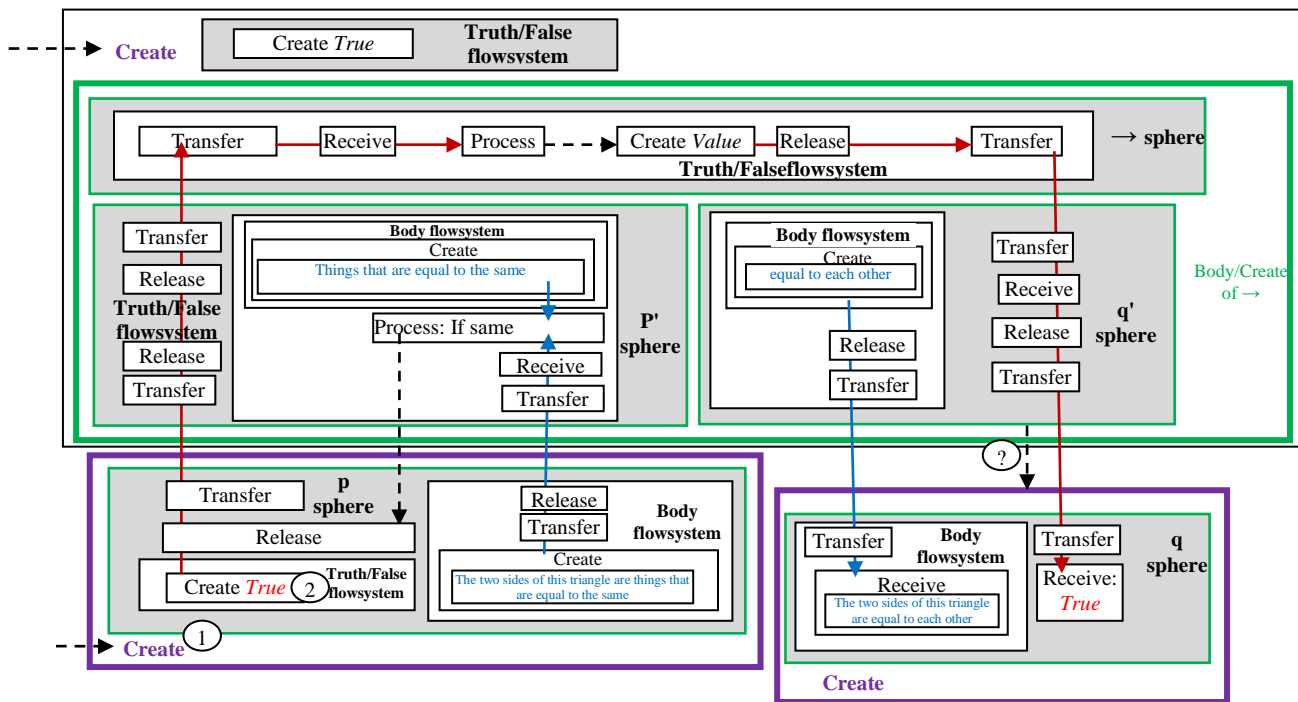 Create
Create True
Truth/False
flowsystem
Transfer
Receive
Process
Create Value
Release
Transfer
→ sphere
Truth/Falseflowsystem
Transfer
Release
Truth/False
flowsystem
Release
Transfer
Body flowsystem
Create
Things that are equal to the same
Process: If same
Receive
Transfer
P'
sphere
Body flowsystem
Create
equal to each other
Release
Transfer
Transfer
Receive
Release
Transfer
q'
sphere
Body/Create
of →
?
p
sphere
Transfer
Release
Create True
2
Truth/False
flowsystem
Release
Transfer
Body
flowsystem
Create
The two sides of this triangle are things that
are equal to the same
1
Create
Transfer
Body
flowsystem
Receive
The two sides of this triangle
are equal to each other
Transfer
Receive:
True
q
sphere
Create